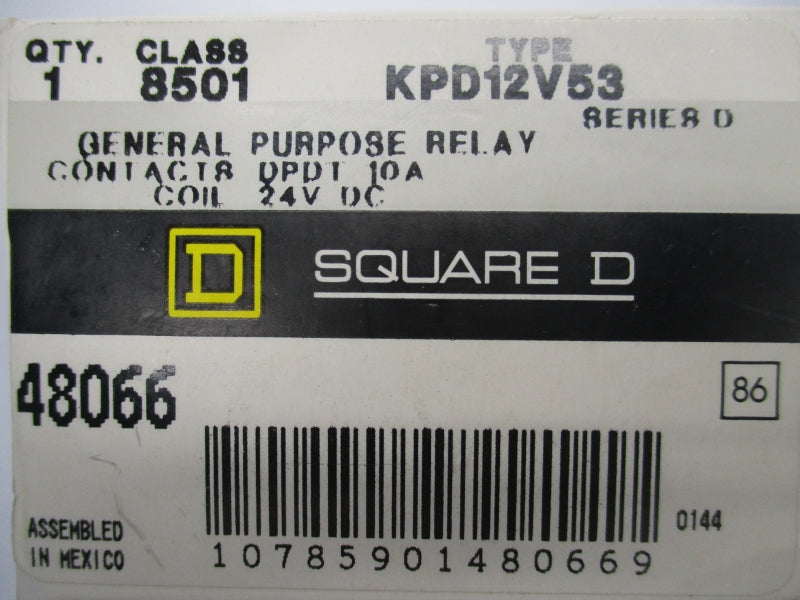 QTY. CLASS TYPE
1 8501 KPD12V53
SERIES D
GENERAL PURPOSE RELAY
CONTACTS DPDT 10A
COIL 24V DC
D SQUARE D
48066
86
ASSEMBLED
IN MEXICO
0144
10785901480669